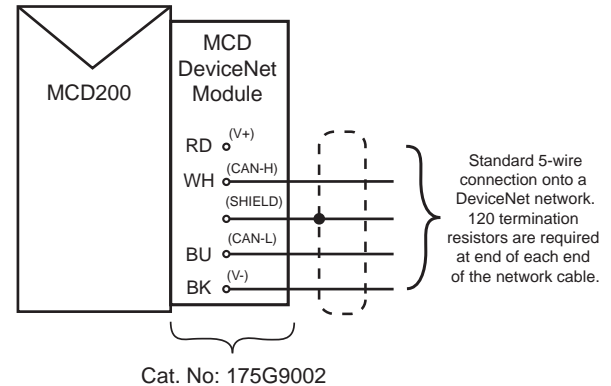 MCD200
MCD
DeviceNet
Module
RD (V+)
WH (CAN-H)
(SHIELD)
BU (CAN-L)
BK (V-)
Standard 5-wire
connection onto a
DeviceNet network.
120 termination
resistors are required
at end of each end
of the network cable.
Cat. No: 175G9002